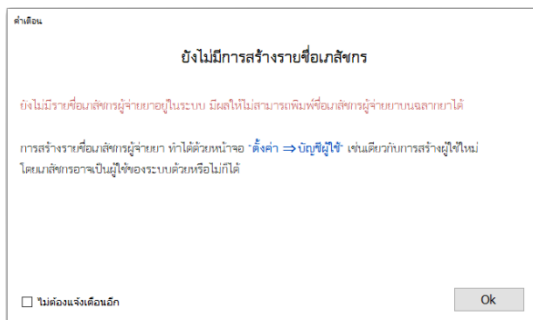 คำเตือน
ยังไม่มีการสร้างรายชื่อเภสัชกร
ยังไม่มีรายชื่อเภสัชกรผู้จ่ายยาอยู่ในระบบ มีผลให้ไม่สามารถพิมพ์ชื่อเภสัชกรผู้จ่ายยาบนฉลากยาได้
การสร้างรายชื่อเภสัชกรผู้จ่ายยา ทำได้ด้วยหน้าจอ "ตั้งค่า ⇒ บัญชีผู้ใช้" เช่นเดียวกับการสร้างผู้ใช้ใหม่
โดยเภสัชกรอาจเป็นผู้ใช้ของระบบด้วยหรือไม่ก็ได้
ไม่ต้องแจ้งเตือนอีก
Ok